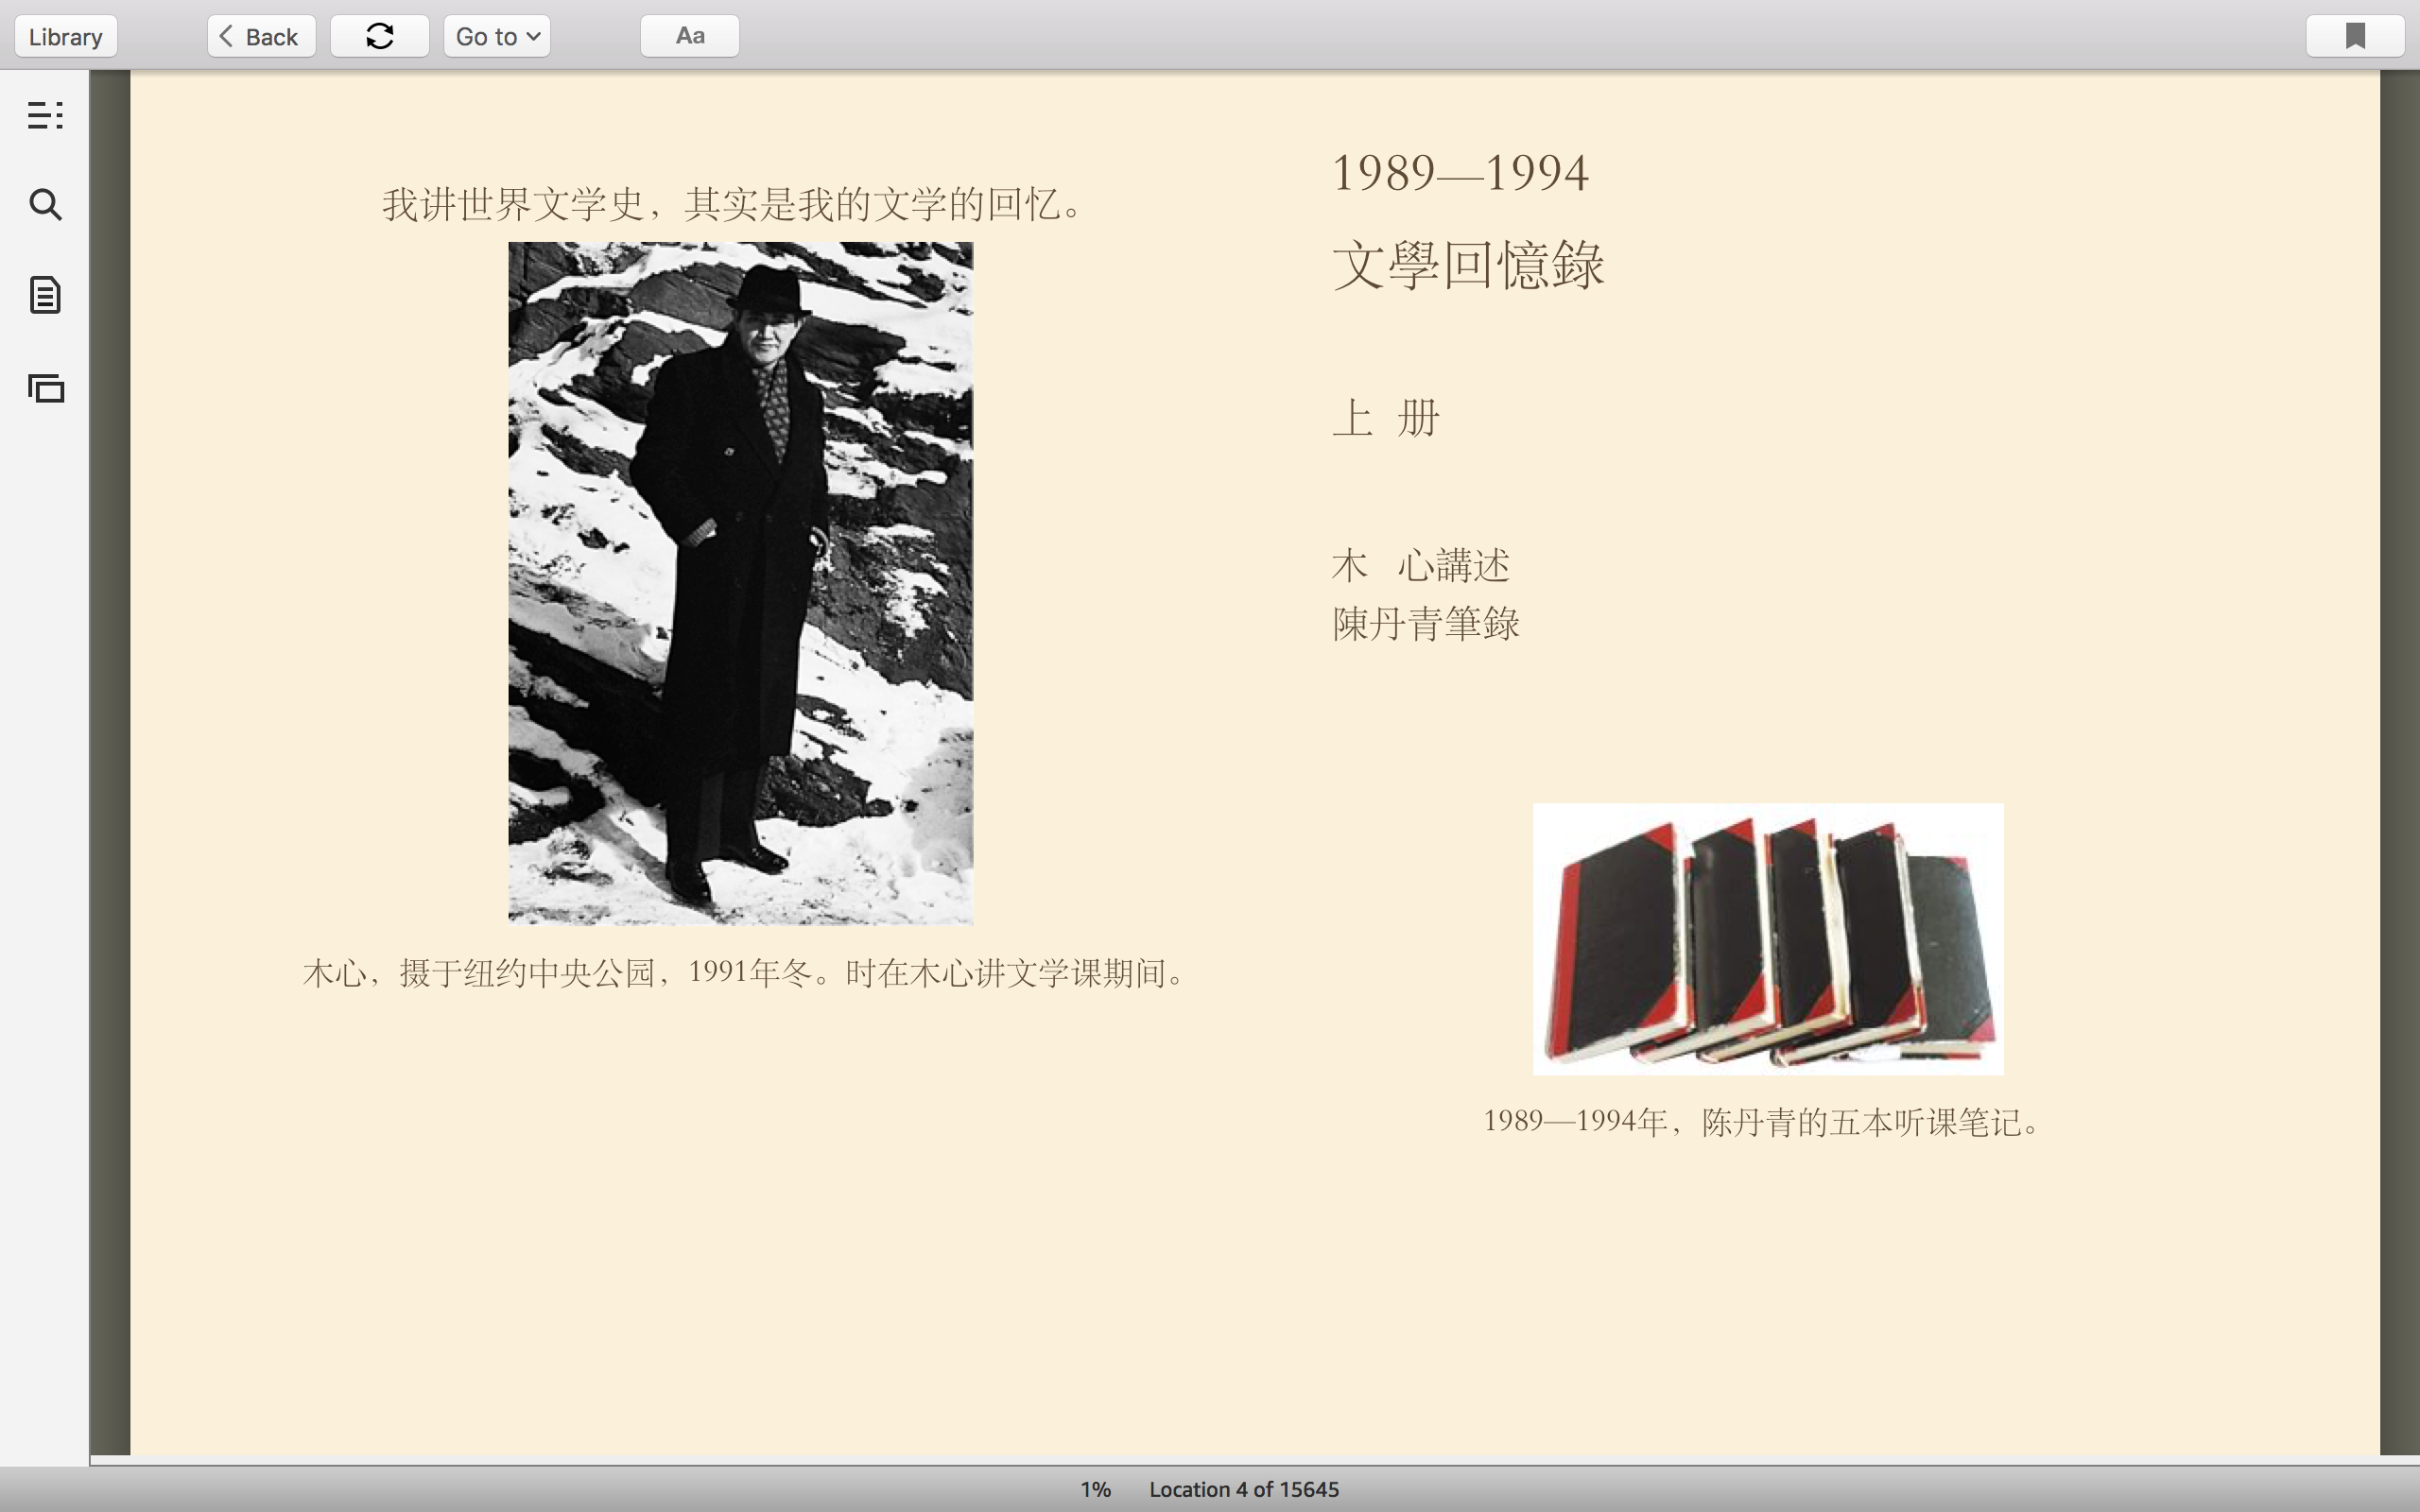 Library
Back
Go to
Aa
我讲世界文学史，其实是我的文学的回忆。
木心，摄于纽约中央公园，1991年冬。时在木心讲文学课期间。
1989—1994
文學回憶錄
上 册
木 心講述
陳丹青筆錄
1989—1994年，陈丹青的五本听课笔记。
1% Location 4 of 15645